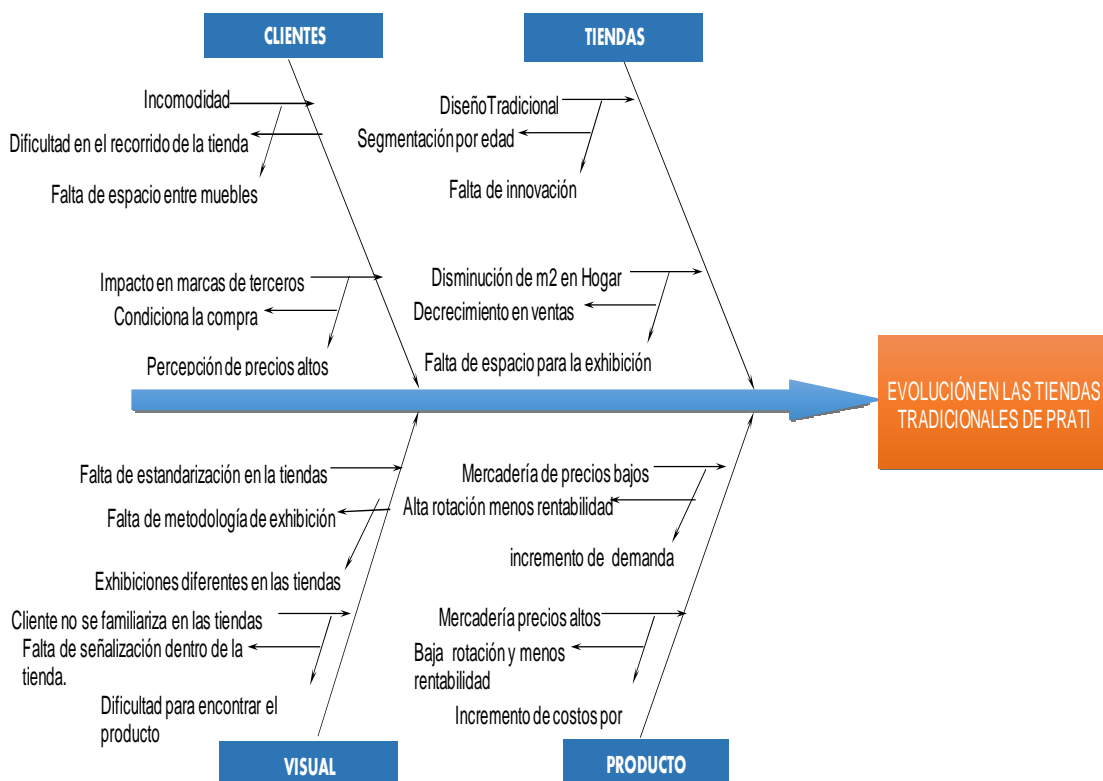 CLIENTES
TIENDAS
Incomodidad
Dificultad en el recorrido de la tienda
Falta de espacio entre muebles
Diseño Tradicional
Segmentación por edad
Falta de innovación
Impacto en marcas de terceros
Condiciona la compra
Percepción de precios altos
Disminución de m2 en Hogar
Decrecimiento en ventas
Falta de espacio para la exhibición
EVOLUCIÓN EN LAS TIENDAS
TRADICIONALES DE PRATI
Falta de estandarización en la tiendas
Falta de metodología de exhibición
Exhibiciones diferentes en las tiendas
Mercadería de precios bajos
Alta rotación menos rentabilidad
incremento de demanda
Cliente no se familiariza en las tiendas
Falta de señalización dentro de la
tienda.
Dificultad para encontrar el
producto
Mercadería precios altos
Baja rotación y menos
rentabilidad
Incremento de costos por
VISUAL
PRODUCTO